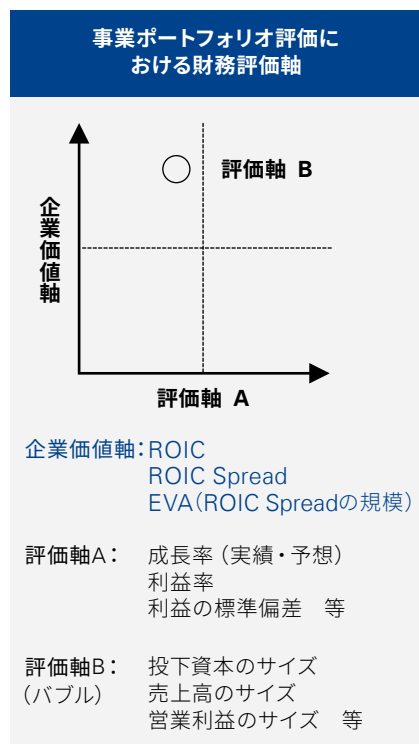 事業ポートフォリオ評価に
おける財務評価軸
評価軸 B
企業価値軸
評価軸 A
企業価値軸：ROIC
ROIC Spread
EVA（ROIC Spreadの規模）
評価軸A： 成長率（実績・予想）
利益率
利益の標準偏差　等
評価軸B： 投下資本のサイズ
（バブル） 売上高のサイズ
営業利益のサイズ　等